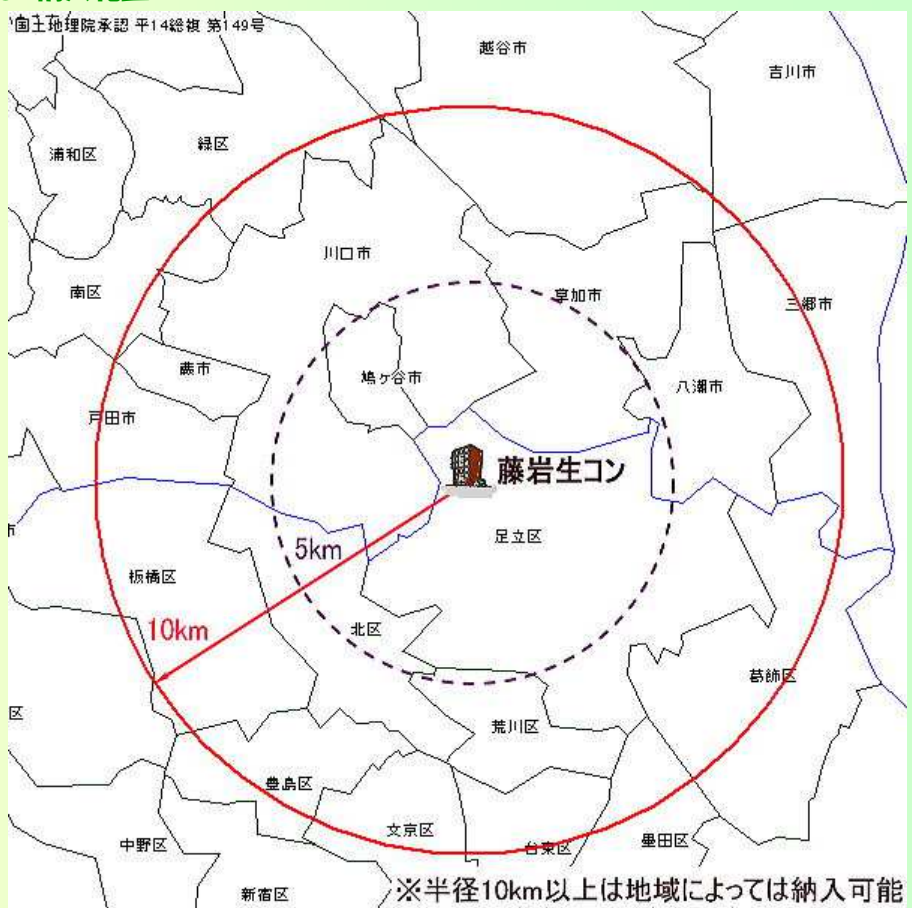 国土地理院承認 平14総複 第149号
越谷市
吉川市
浦和区
緑区
川口市
南区
草加市
三郷市
蕨市
鳩ヶ谷市
八潮市
戸田市
藤岩生コン
足立区
5km
板橋区
10km
北区
葛飾区
区
荒川区
豊島区
文京区
中野区
台東区
墨田区
新宿区
※半径10km以上は地域によっては納入可能